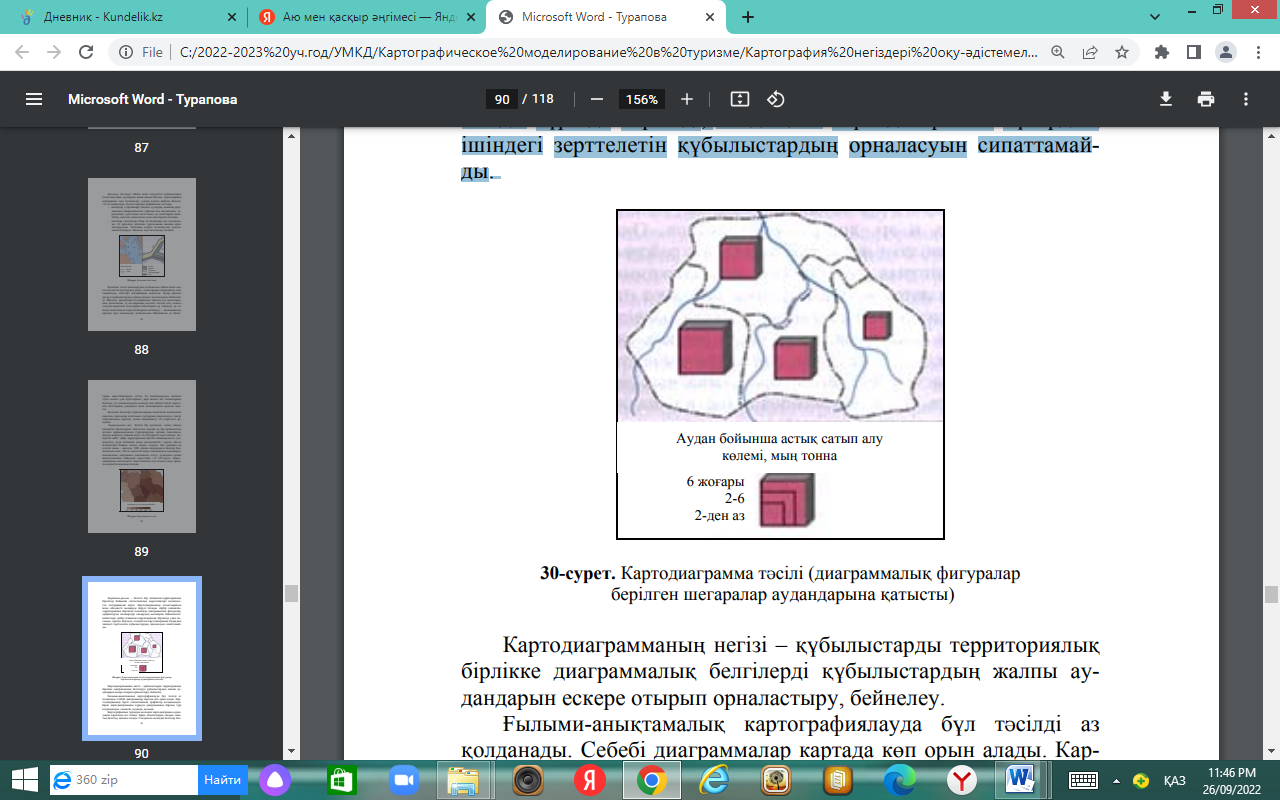 Дневник - Kundelik.kz
Аю мен қасқыр әңгімесі — Янд
Microsoft Word - Турапова
File
C:/2022-2023%20уч.год/УМКД/Картографическое%20моделирование%20в%20туризме/Картография%20негіздері%20оқу-әдістемел...
Microsoft Word - Турапова
90 / 118
156%
87
88
89
90
ішіндегі зерттелетін құбылыстардың орналасуын сипаттамай-
ды.
Аудан бойынша астық сатып алу
көлемі, мың тонна
6 жоғары
2-6
2-ден аз
30-сурет. Картодиаграмма тәсілі (диаграммалық фигуралар
берілген шегаралар аудандарына қатысты)
Картодиаграмманың негізі – құбылыстарды территориялық
бірлікке диаграммалық белгілерді құбылыстардың жалпы ау-
дандарын ескере отырып орналастыру, бейнелеу.
Ғылыми-анықтамалық картографиялауда бұл тәсілді аз
қолданады. Себебі диаграммалар картада көп орын алады. Кар-
360 zip
Найти
ҚАЗ
11:46 PM
26/09/2022